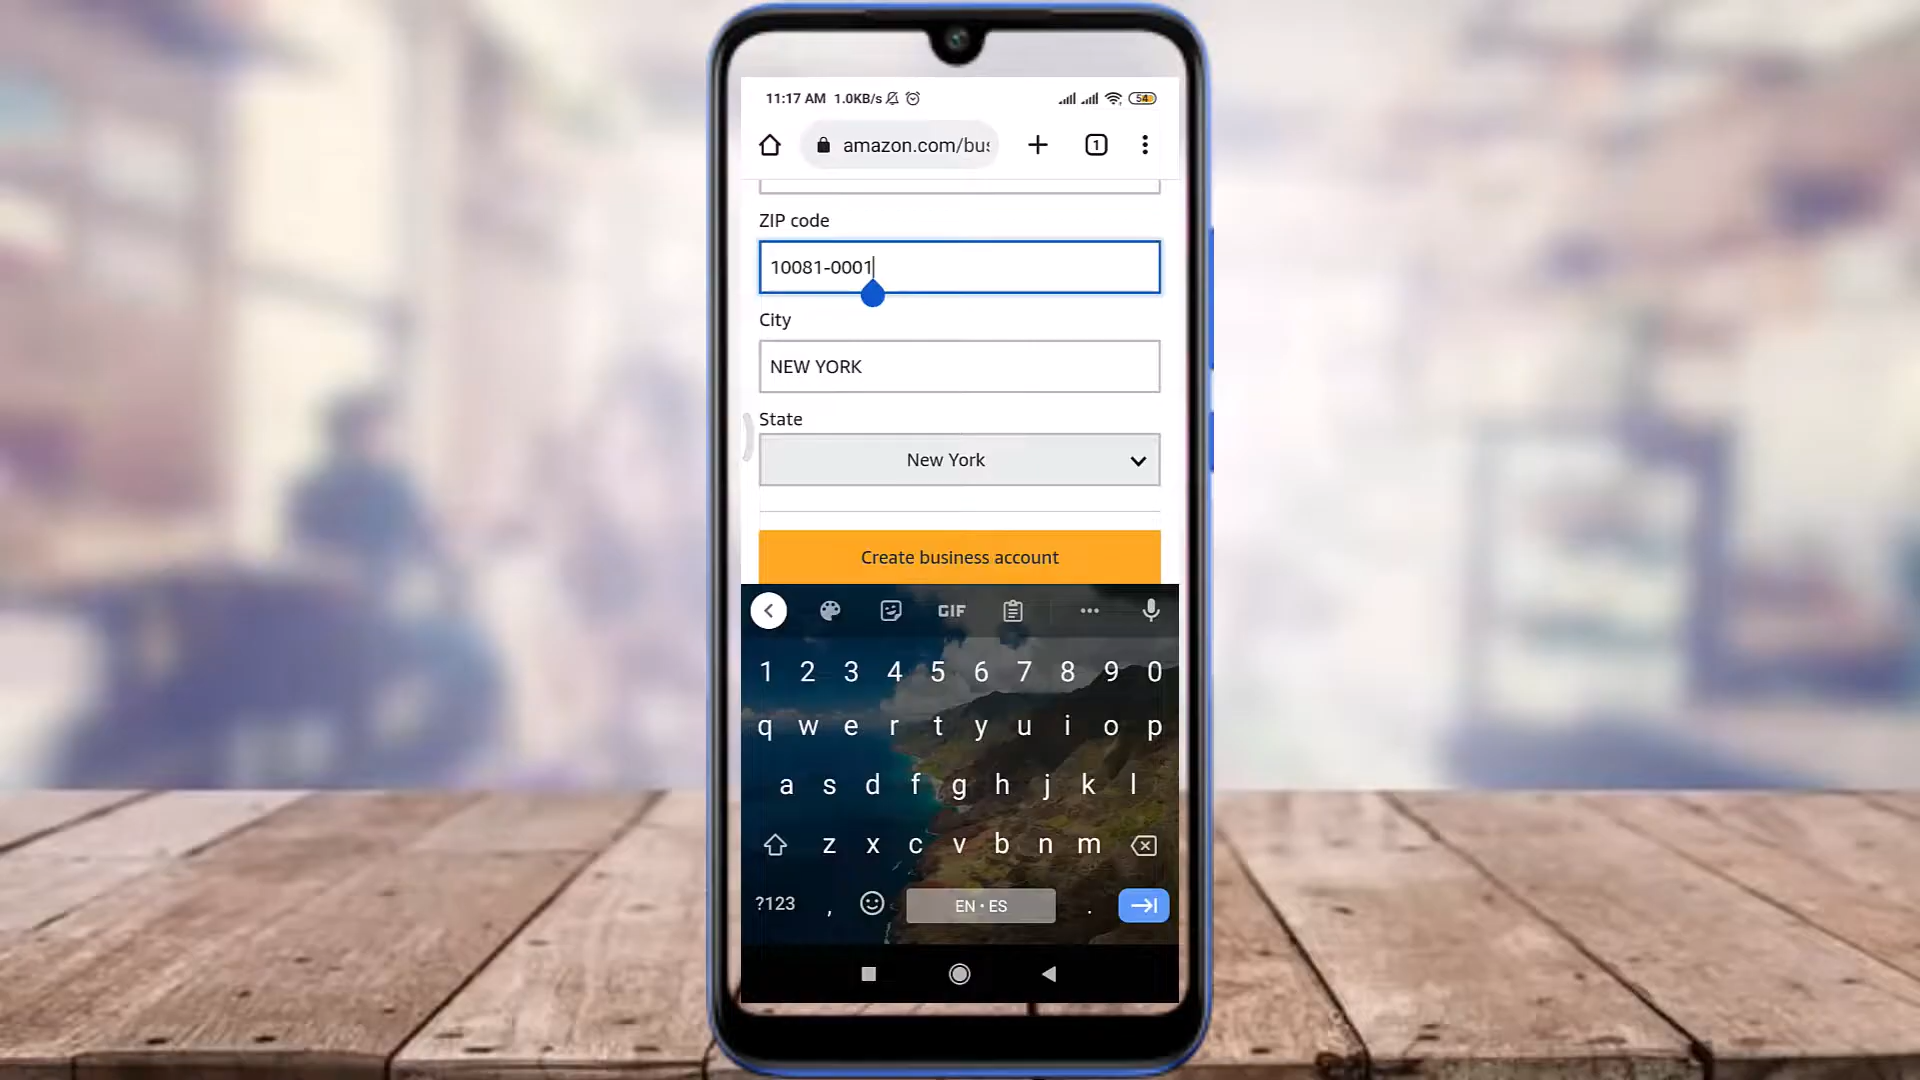 11:17 AM 1.0KB/s 54
amazon.com/bus
1
ZIP code
10081-0001
City
NEW YORK
State
New York
Create business account
GIF
1 2 3 4 5 6 7 8 9 0
q w e r t y u i o p
a s d f g h j k l
z x c v b n m
?123 , EN • ES .